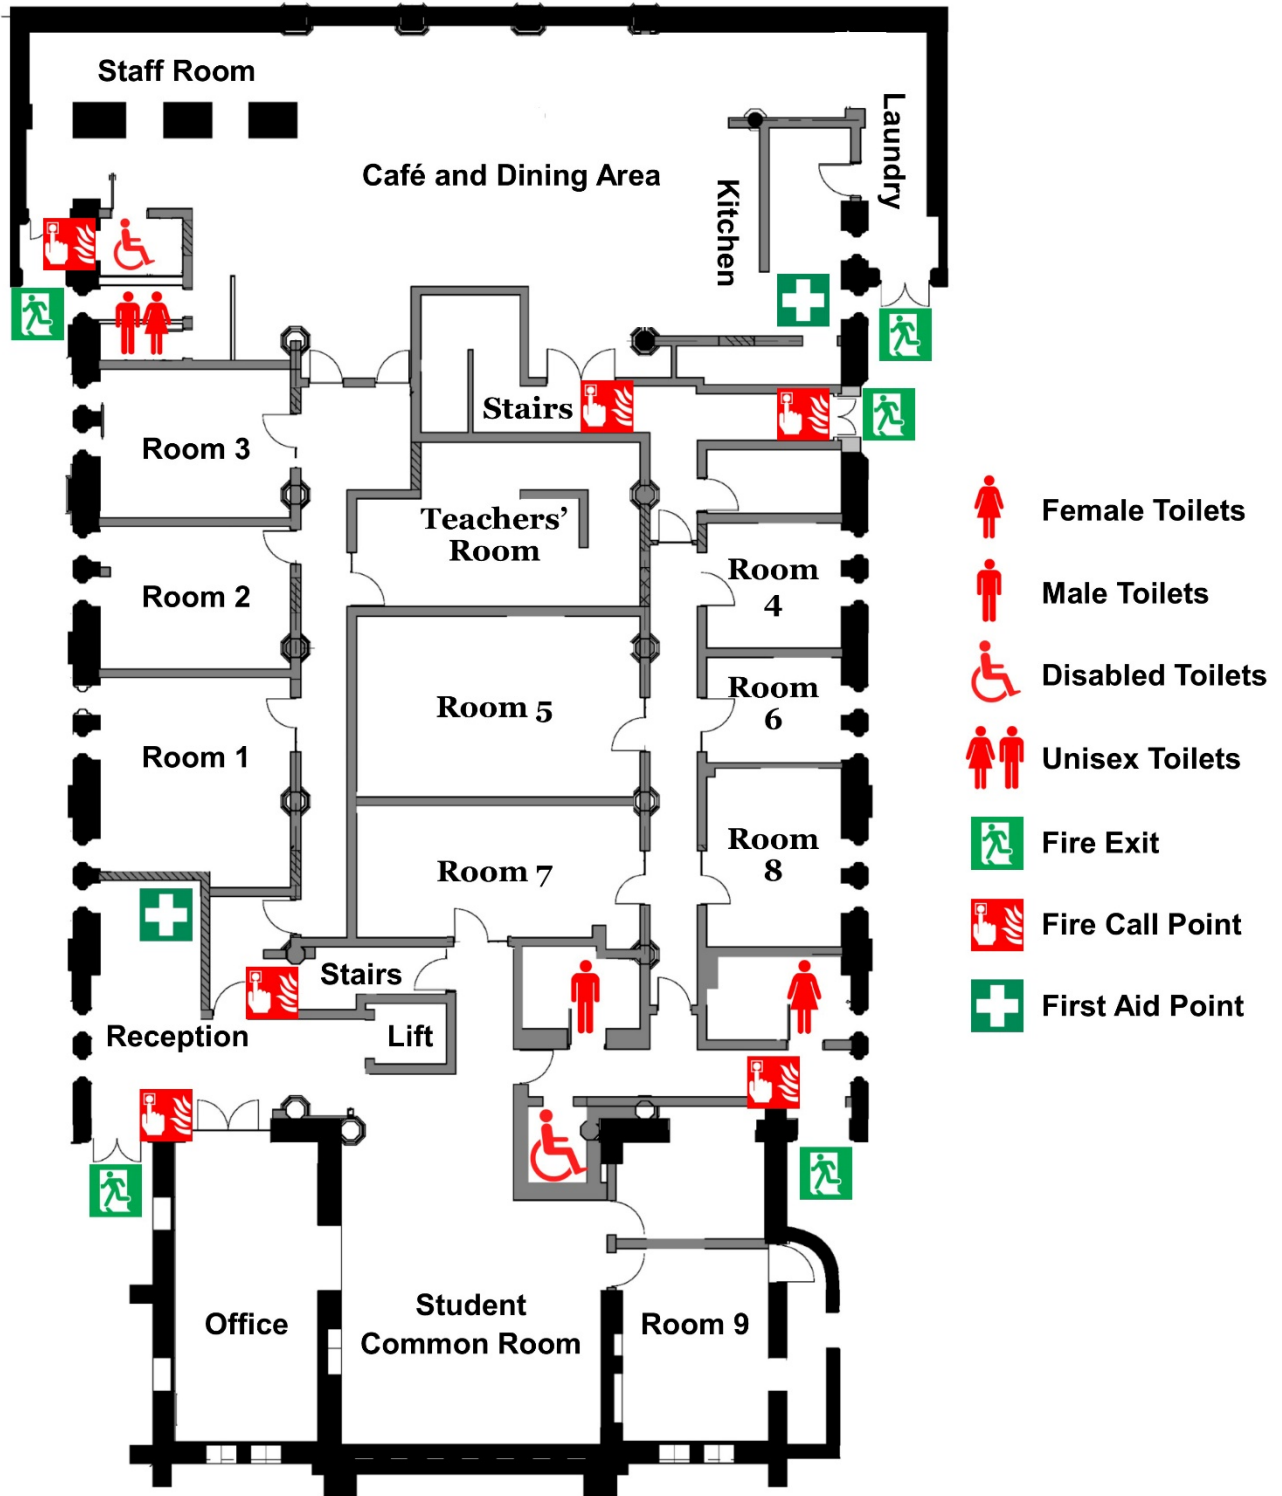 Staff Room
Café and Dining Area
Laundry
Kitchen
Stairs
Room 3
Teachers’
Room
Room 2
Room
4
Room 5
Room
6
Room 1
Room 7
Room
8
Stairs
Reception
Lift
Office
Student
Common Room
Room 9
Female Toilets
Male Toilets
Disabled Toilets
Unisex Toilets
Fire Exit
Fire Call Point
First Aid Point